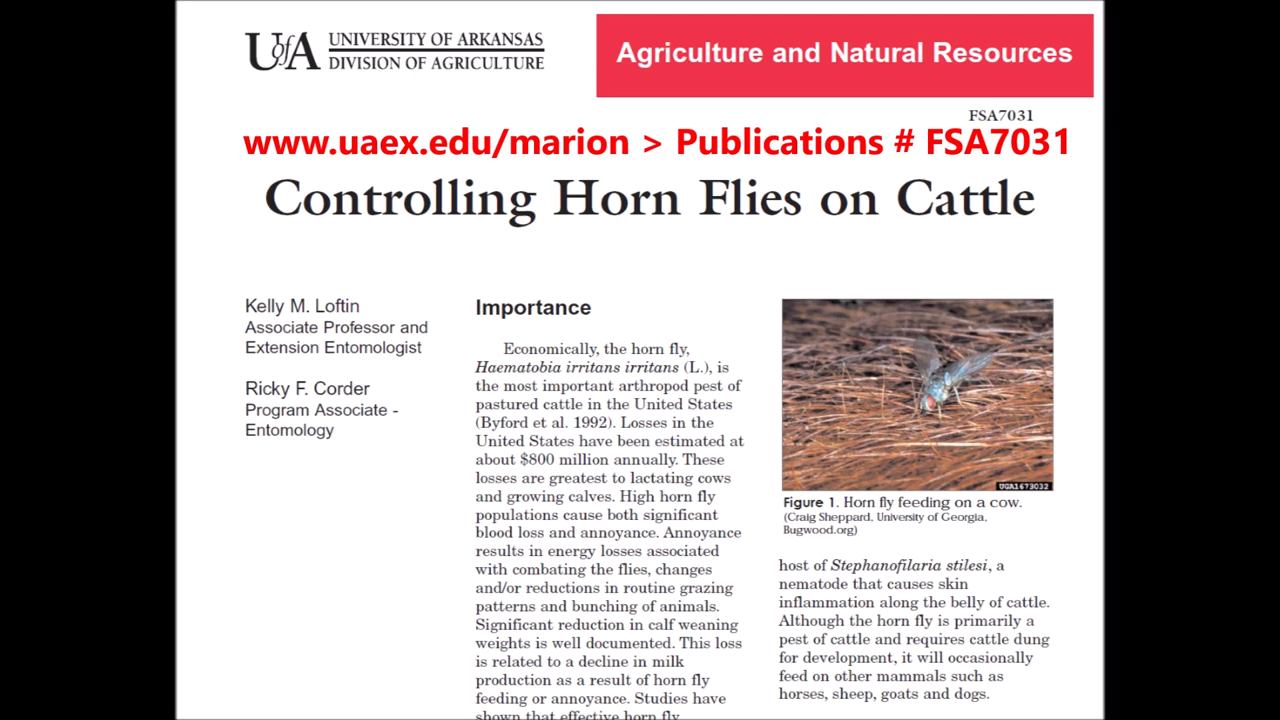 UofA UNIVERSITY OF ARKANSAS
DIVISION OF AGRICULTURE
Agriculture and Natural Resources
FSA7031
www.uaex.edu/marion > Publications # FSA7031
Controlling Horn Flies on Cattle
Kelly M. Loftin
Associate Professor and
Extension Entomologist
Ricky F. Corder
Program Associate -
Entomology
Importance
Economically, the horn fly,
Haematobia irritans irritans (L.), is
the most important arthropod pest of
pastured cattle in the United States
(Byford et al. 1992). Losses in the
United States have been estimated at
about $800 million annually. These
losses are greatest to lactating cows
and growing calves. High horn fly
populations cause both significant
blood loss and annoyance. Annoyance
results in energy losses associated
with combating the flies, changes
and/or reductions in routine grazing
patterns and bunching of animals.
Significant reduction in calf weaning
weights is well documented. This loss
is related to a decline in milk
production as a result of horn fly
feeding or annoyance. Studies have
shown that effective horn fly
UGA1673032
Figure 1. Horn fly feeding on a cow.
(Craig Sheppard, University of Georgia,
Bugwood.org)
host of Stephanofilaria stilesi, a
nematode that causes skin
inflammation along the belly of cattle.
Although the horn fly is primarily a
pest of cattle and requires cattle dung
for development, it will occasionally
feed on other mammals such as
horses, sheep, goats and dogs.